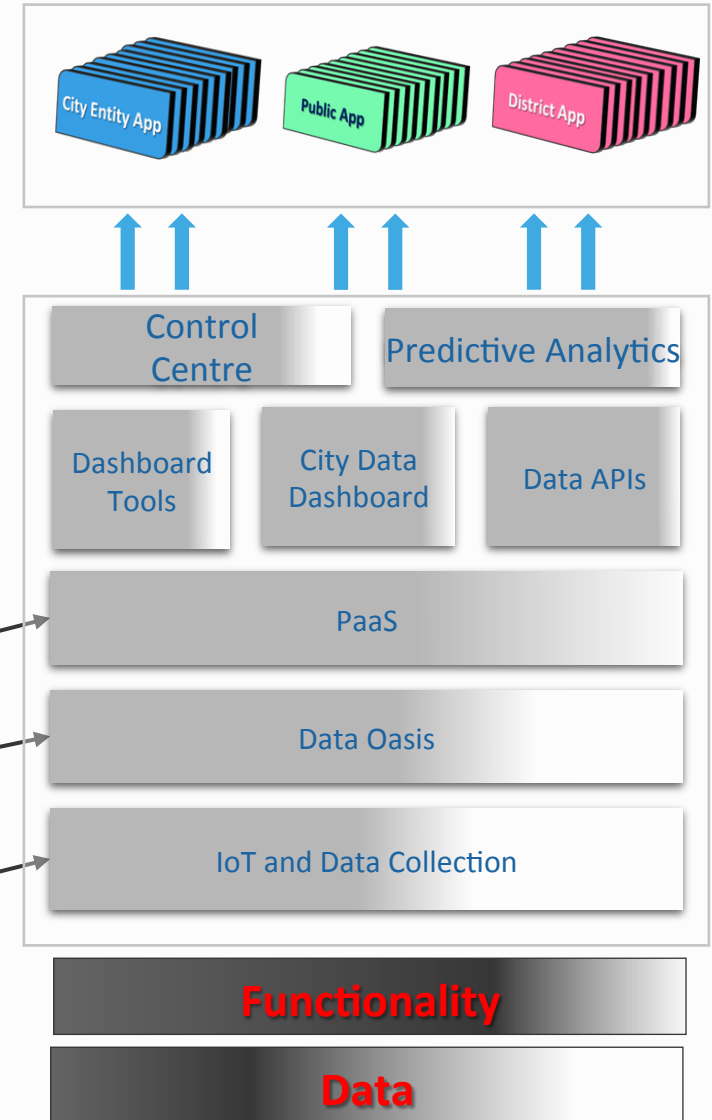 City Entity App
Public App
District App
Control
Centre
Predictive Analytics
Dashboard
Tools
City Data
Dashboard
Data APIs
PaaS
Data Oasis
IoT and Data Collection
Functionality
Data